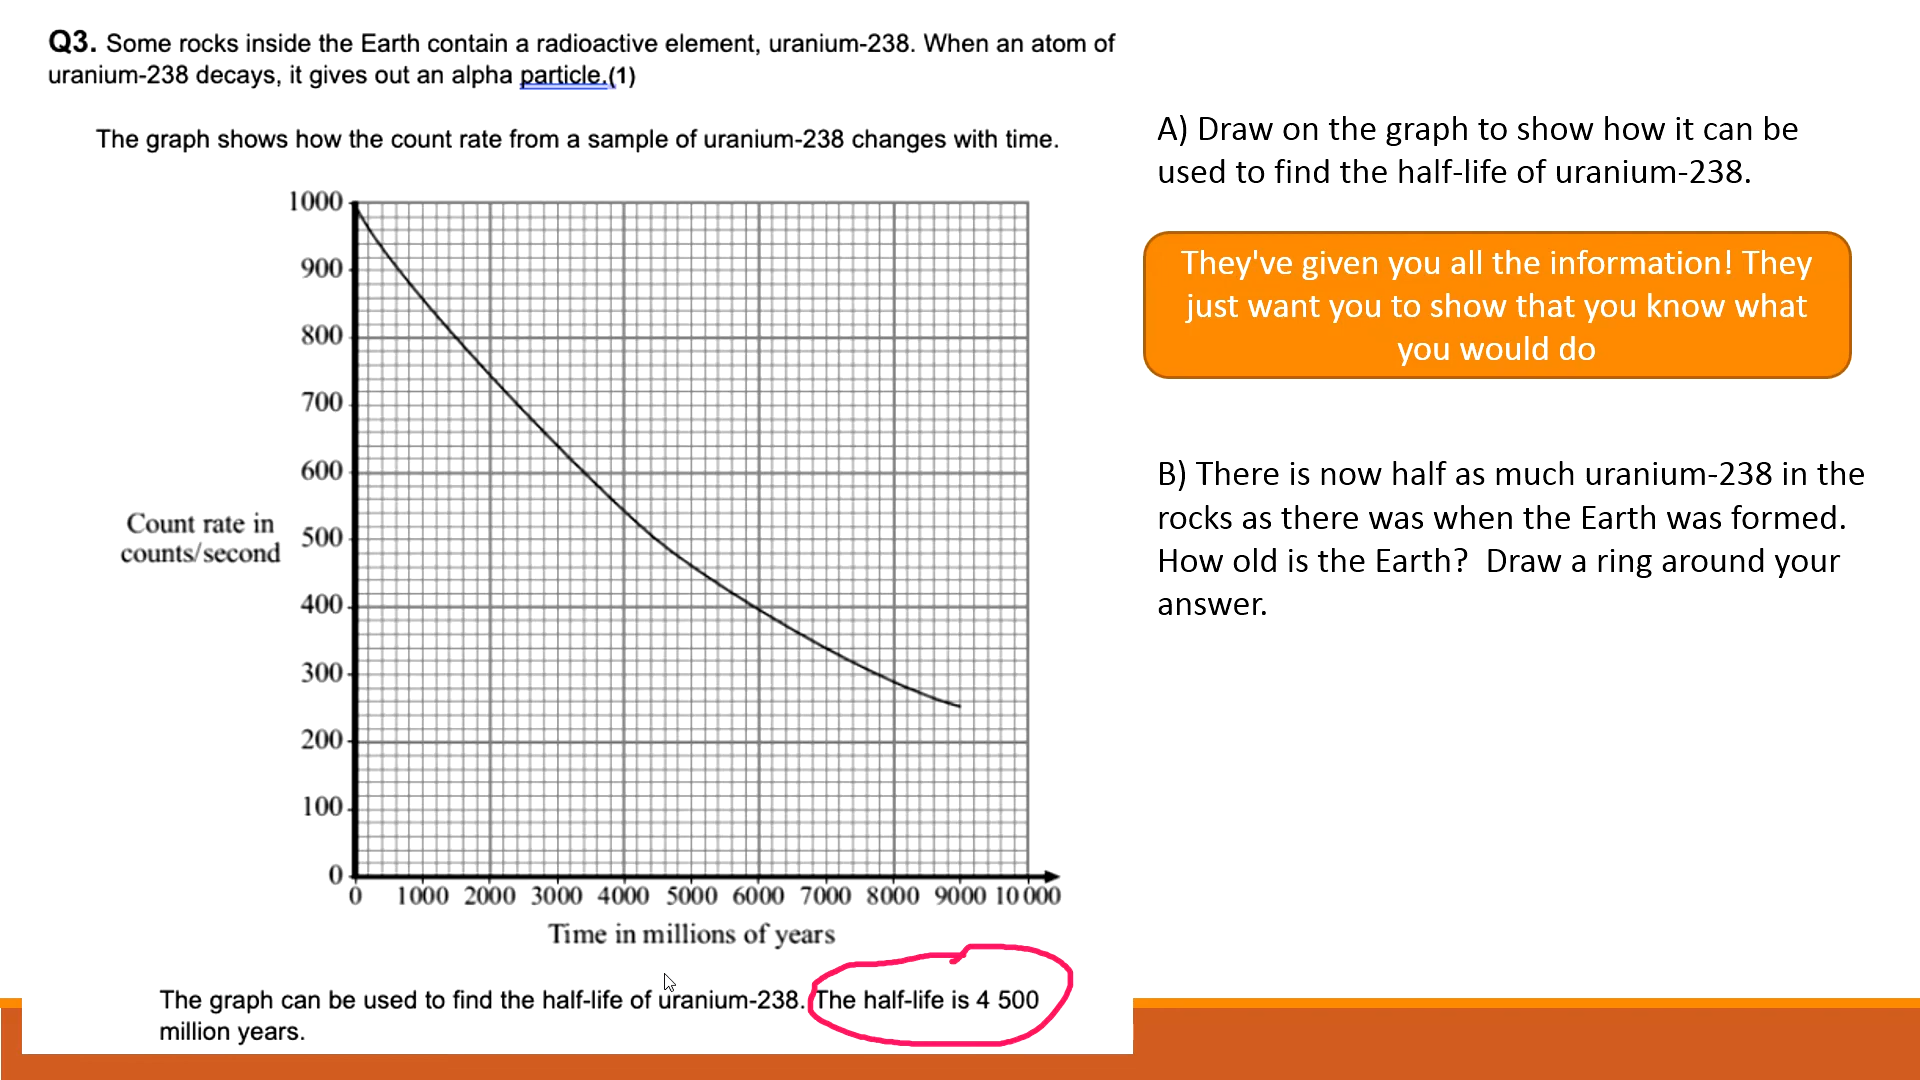 Q3. Some rocks inside the Earth contain a radioactive element, uranium-238. When an atom of
uranium-238 decays, it gives out an alpha particle.(1)
The graph shows how the count rate from a sample of uranium-238 changes with time.
1000
900
800
700
600
500
400
300
200
100
0
Count rate in
counts/second
0 1000 2000 3000 4000 5000 6000 7000 8000 9000 10 000
Time in millions of years
The graph can be used to find the half-life of uranium-238. The half-life is 4 500
million years.
A) Draw on the graph to show how it can be
used to find the half-life of uranium-238.
They've given you all the information! They
just want you to show that you know what
you would do
B) There is now half as much uranium-238 in the
rocks as there was when the Earth was formed.
How old is the Earth? Draw a ring around your
answer.